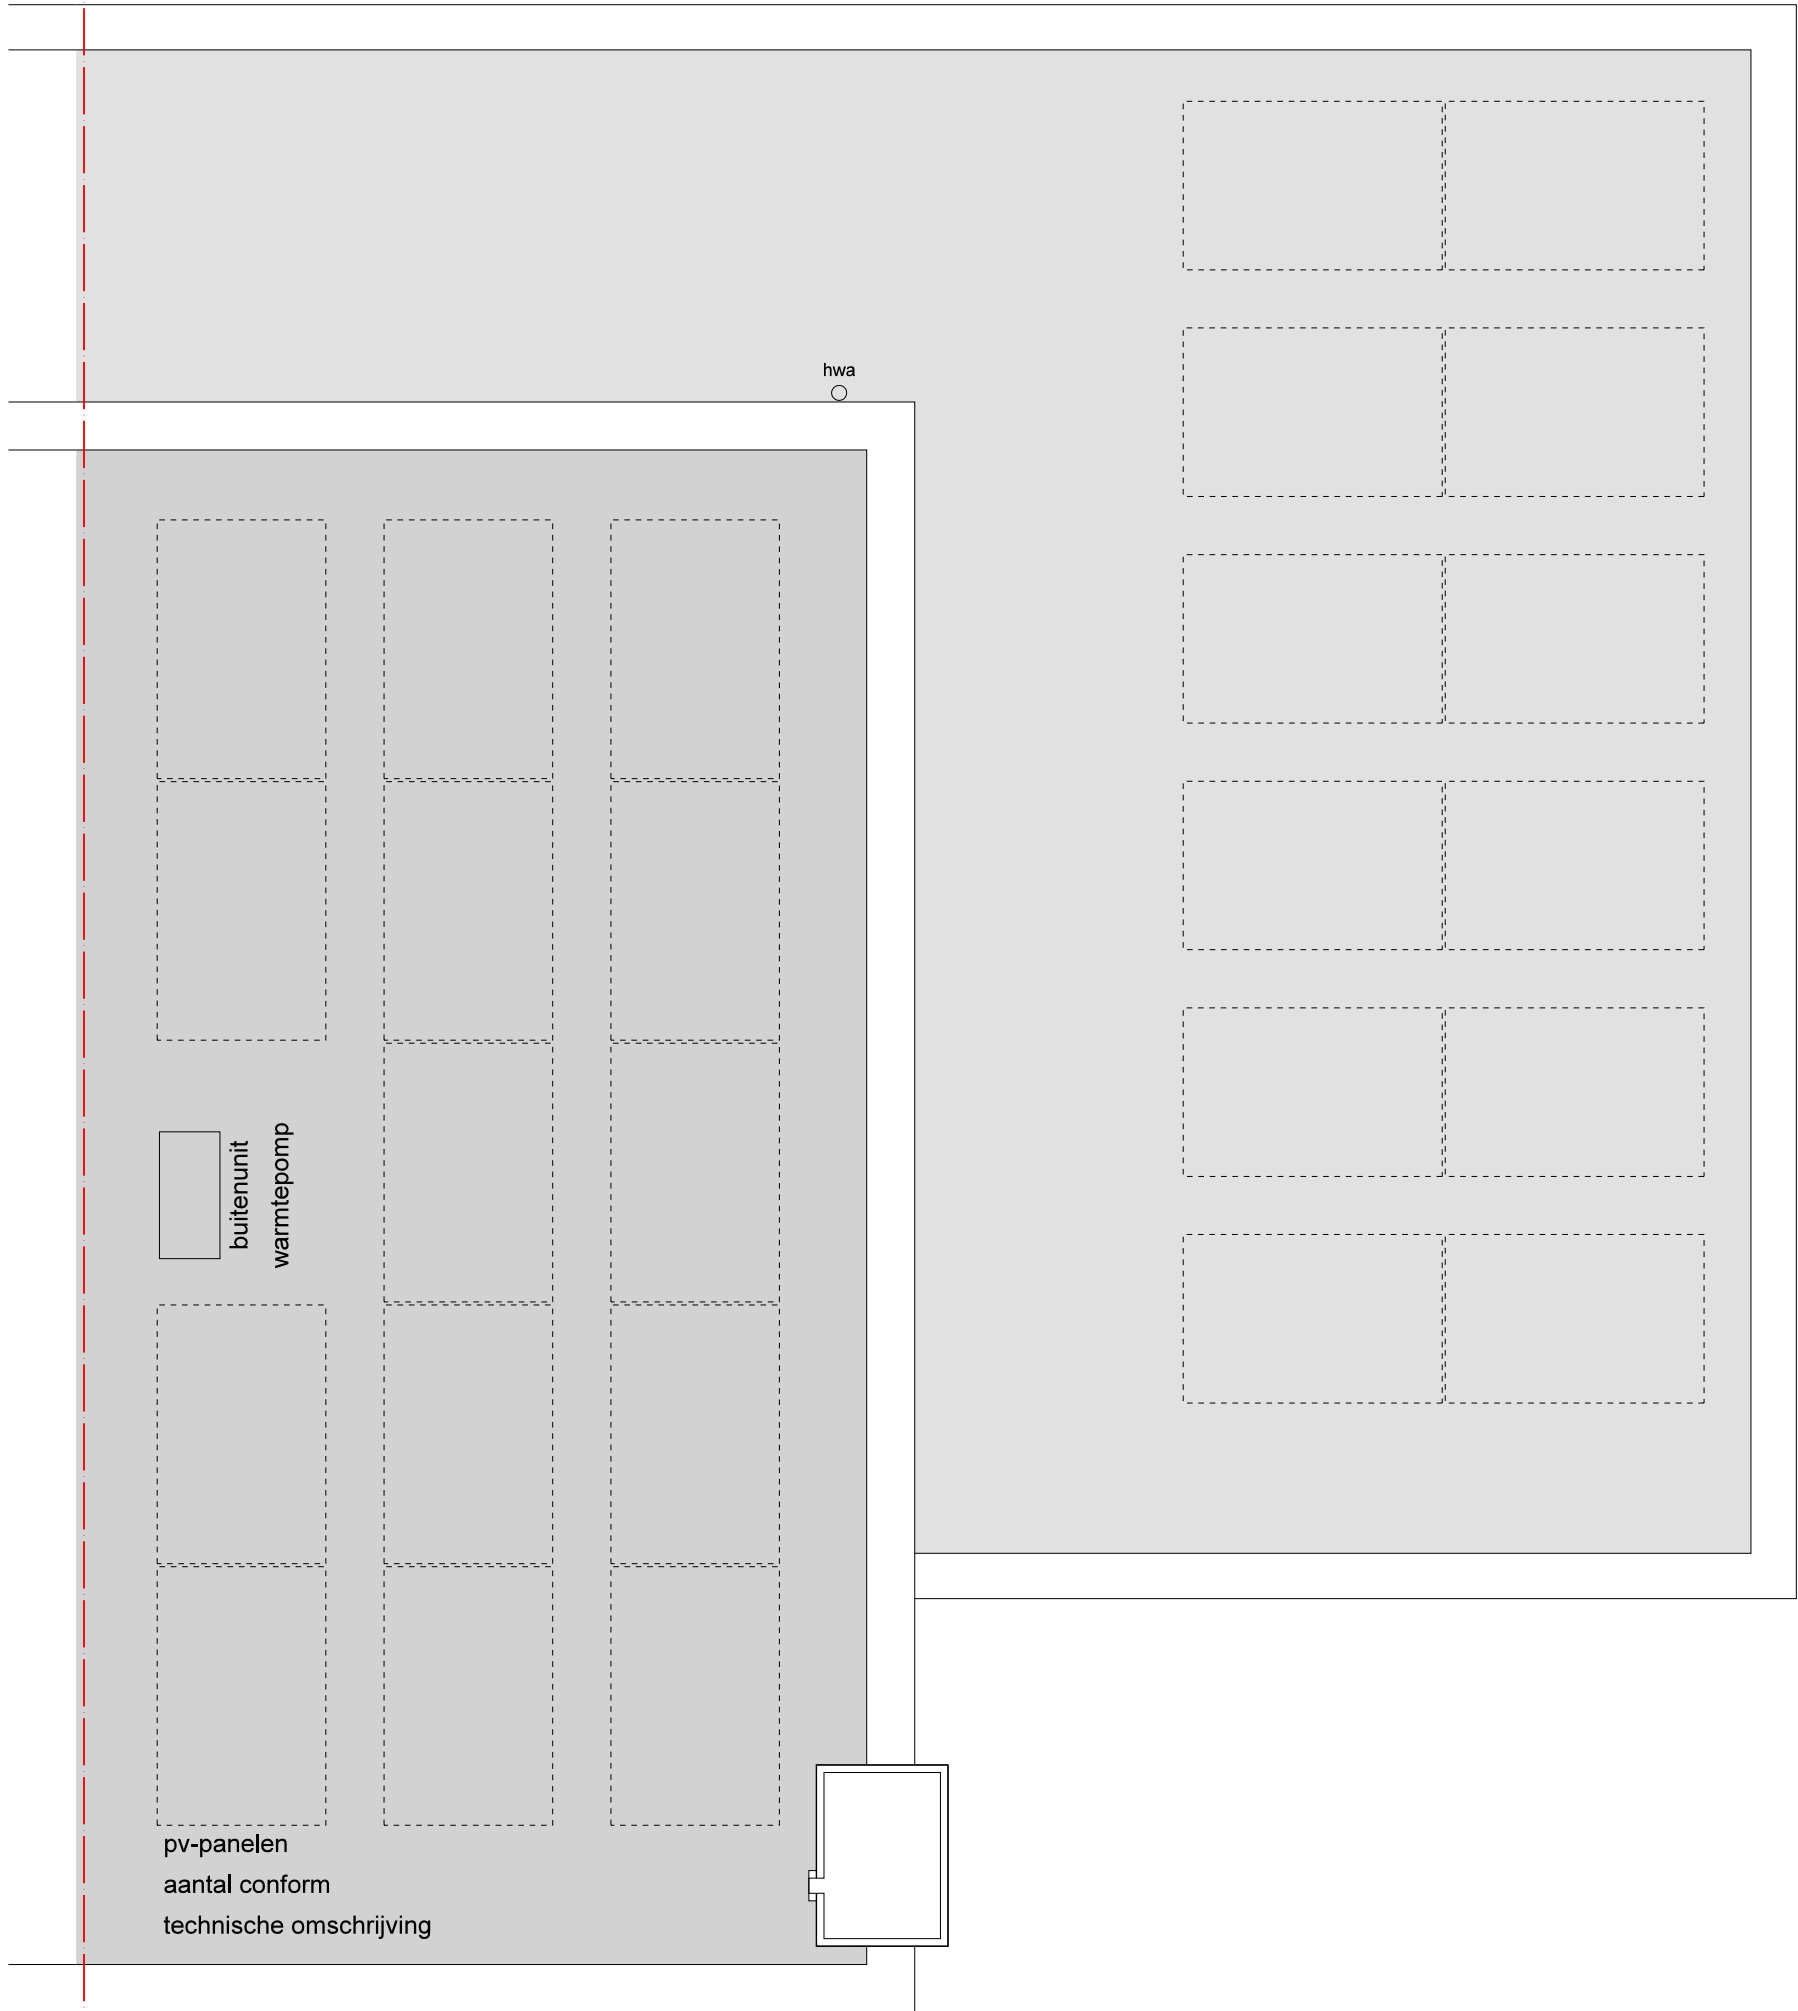 hwa
buitenunit
warmtepomp
pv-panelen
aantal conform
technische omschrijving